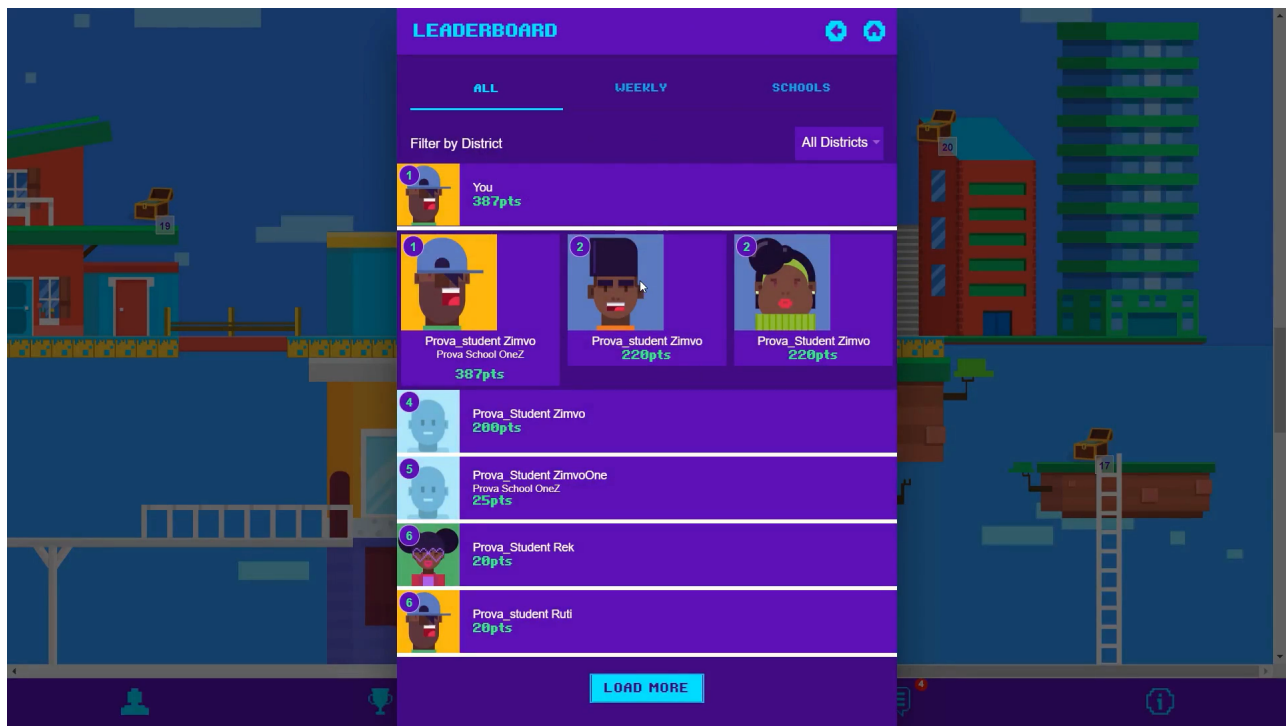 LEADERBOARD
ALL WEEKLY SCHOOLS
Filter by District All Districts
1
You
387pts
1
Prova_student Zimvo
Prova School OneZ
387pts
2
Prova_student Zimvo
220pts
2
Prova_Student Zimvo
220pts
4
Prova_Student Zimvo
200pts
5
Prova_Student ZimvoOne
Prova School OneZ
25pts
6
Prova_Student Rek
20pts
6
Prova_student Ruti
20pts
LOAD MORE
19
20
17
4